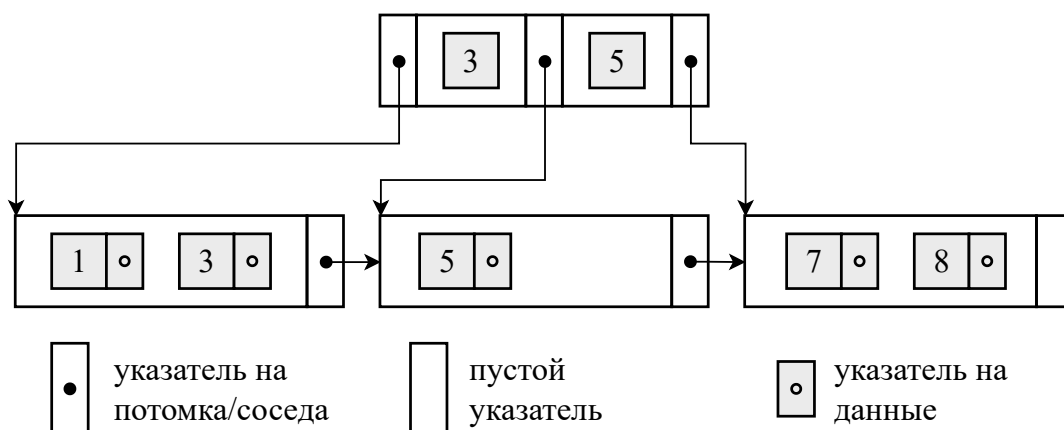 3 5
1 3 5 7 8
указатель на потомка/соседа
пустой указатель
указатель на данные